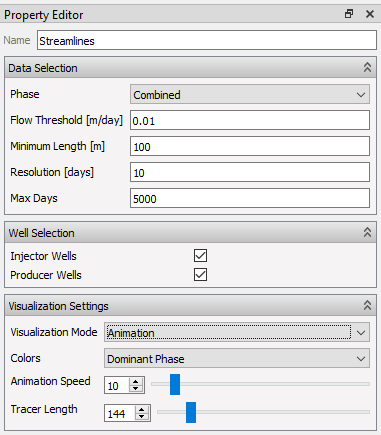 Property Editor
Name Streamlines
Data Selection
Phase Combined
Flow Threshold [m/day] 0.01
Minimum Length [m] 100
Resolution [days] 10
Max Days 5000
Well Selection
Injector Wells
Producer Wells
Visualization Settings
Visualization Mode Animation
Colors Dominant Phase
Animation Speed 10
Tracer Length 144